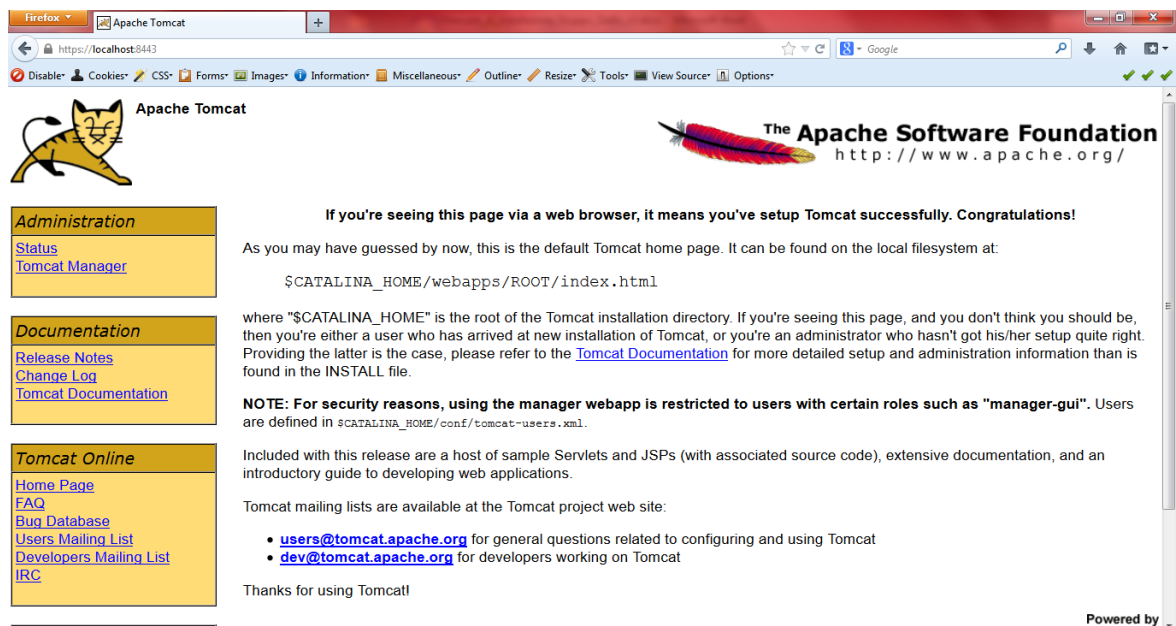 Firefox
Apache Tomcat
+
https://localhost:8443
Google
Disable Cookies CSS Forms Images Information Miscellaneous Outline Resize Tools View Source Options
Apache Tomcat
The Apache Software Foundation
http://www.apache.org/
Administration
Status
Tomcat Manager
Documentation
Release Notes
Change Log
Tomcat Documentation
Tomcat Online
Home Page
FAQ
Bug Database
Users Mailing List
Developers Mailing List
IRC
If you're seeing this page via a web browser, it means you've setup Tomcat successfully. Congratulations!
As you may have guessed by now, this is the default Tomcat home page. It can be found on the local filesystem at:
$CATALINA_HOME/webapps/ROOT/index.html
where "$CATALINA_HOME" is the root of the Tomcat installation directory. If you're seeing this page, and you don't think you should be,
then you're either a user who has arrived at new installation of Tomcat, or you're an administrator who hasn't got his/her setup quite right.
Providing the latter is the case, please refer to the Tomcat Documentation for more detailed setup and administration information than is
found in the INSTALL file.
NOTE: For security reasons, using the manager webapp is restricted to users with certain roles such as "manager-gui". Users
are defined in $CATALINA_HOME/conf/tomcat-users.xml.
Included with this release are a host of sample Servlets and JSPs (with associated source code), extensive documentation, and an
introductory guide to developing web applications.
Tomcat mailing lists are available at the Tomcat project web site:
• users@tomcat.apache.org for general questions related to configuring and using Tomcat
• dev@tomcat.apache.org for developers working on Tomcat
Thanks for using Tomcat!
Powered by